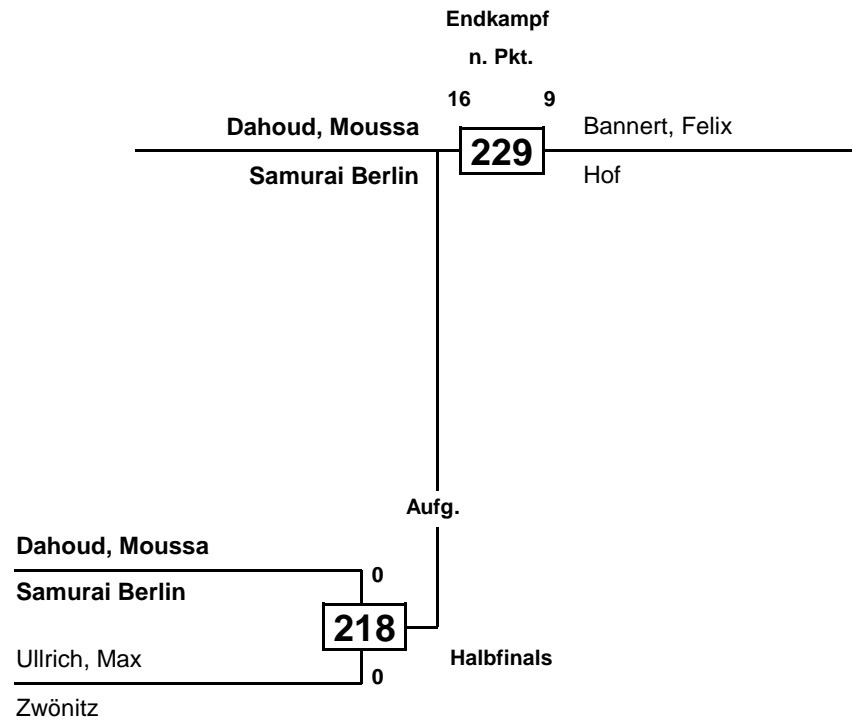 Endkampf
n. Pkt.
16 9
Dahoud, Moussa Bannert, Felix
229
Samurai Berlin Hof
Aufg.
Dahoud, Moussa
0
Samurai Berlin
218
Ullrich, Max Halbfinals
0
Zwönitz